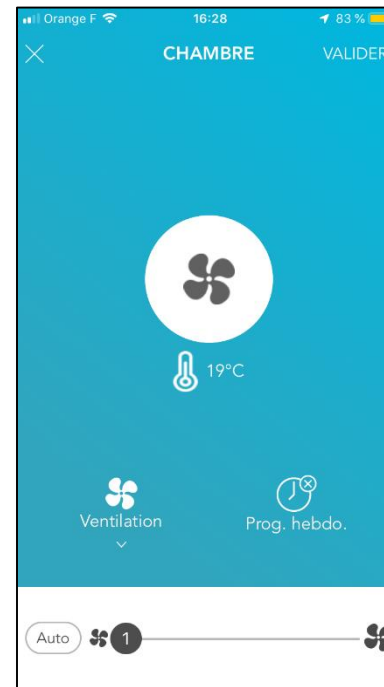 Orange F 16:28 83 %
CHAMBRE VALIDER
19°C
Ventilation Prog. hebdo.
Auto 1